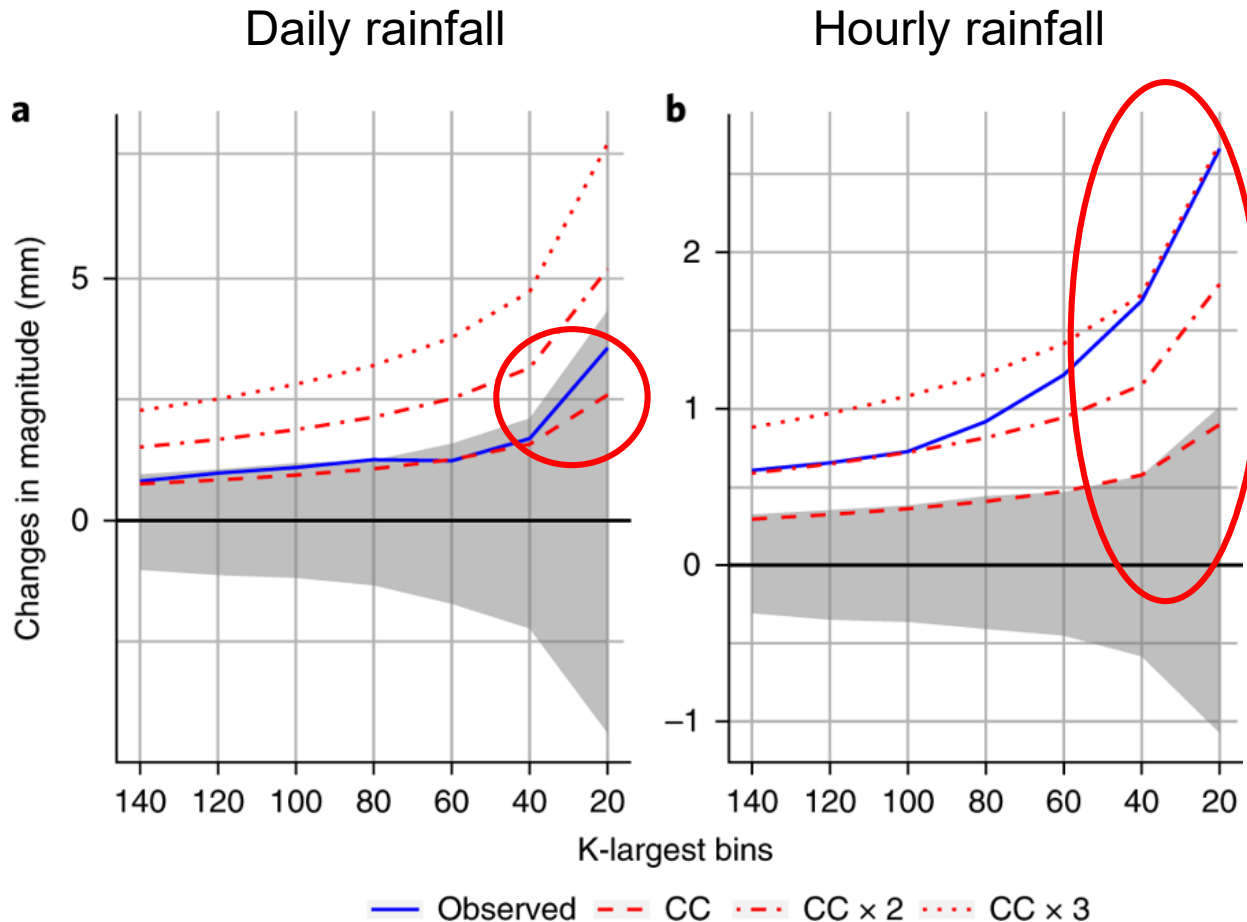 Daily rainfall
Hourly rainfall
a
b
Changes in magnitude (mm)
5
0
140 120 100 80 60 40 20
2
1
0
−1
140 120 100 80 60 40 20
K-largest bins
Observed CC CC × 2 CC × 3